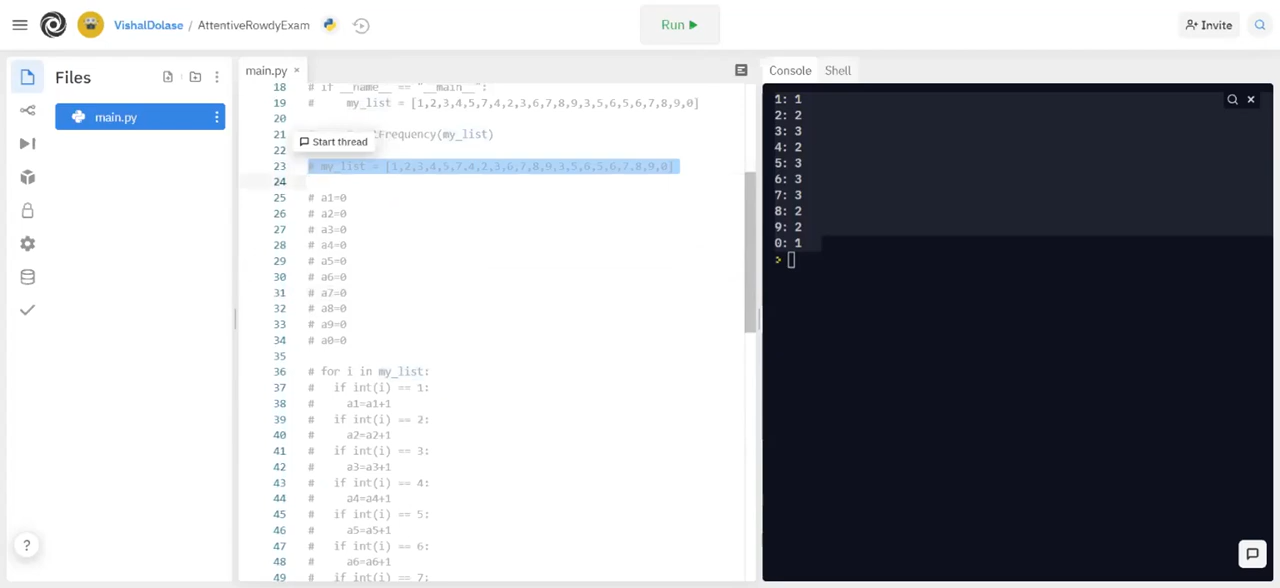 VishalDolase / AttentiveRowdyExam
Run
Invite
Files
main.py
main.py ×
18 # if __name__ == "__main__":
19 # my_list = [1,2,3,4,5,7,4,2,3,6,7,8,9,3,5,6,5,6,7,8,9,0]
20
21 Frequency(my_list)
Start thread
22
23 # my_list = [1,2,3,4,5,7.4,2,3,6,7,8,9,3,5,6,5,6,7.8,9,0]
24
25 # a1=0
26 # a2=0
27 # a3=0
28 # a4=0
29 # a5=0
30 # a6=0
31 # a7=0
32 # a8=0
33 # a9=0
34 # a0=0
35
36 # for i in my_list:
37 # if int(i) == 1:
38 # a1=a1+1
39 # if int(i) == 2:
40 # a2=a2+1
41 # if int(i) == 3:
42 # a3=a3+1
43 # if int(i) == 4:
44 # a4=a4+1
45 # if int(i) == 5:
46 # a5=a5+1
47 # if int(i) == 6:
48 # a6=a6+1
49 # if int(i) == 7:
?
Console Shell
1: 1
2: 2
3: 3
4: 2
5: 3
6: 3
7: 3
8: 2
9: 2
0: 1
>